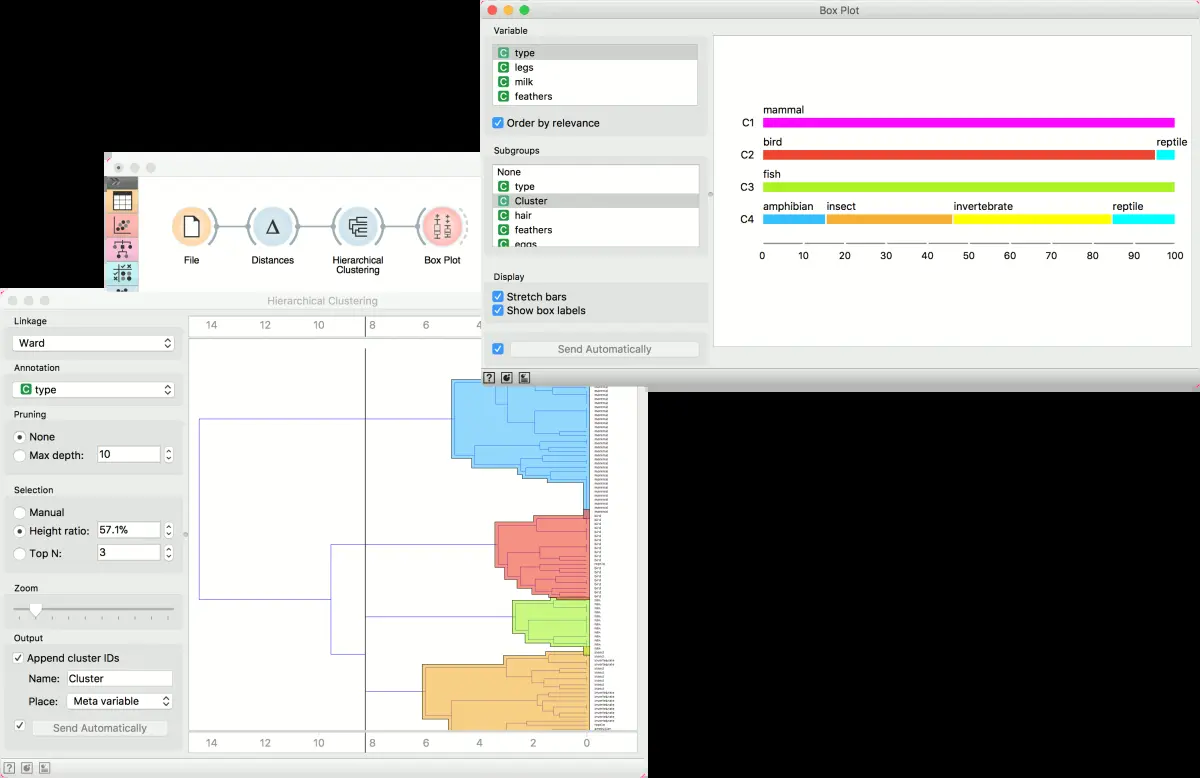 Box Plot
Variable
C type
C legs
C milk
C feathers
Order by relevance
Subgroups
None
C type
C Cluster
C hair
C feathers
C eggs
Display
Stretch bars
Show box labels
Send Automatically
?
mammal
C1
bird reptile
C2
fish
C3
amphibian insect invertebrate reptile
C4
0 10 20 30 40 50 60 70 80 90 100
File
Distances
Hierarchical
Clustering
Box Plot
Hierarchical Clustering
Linkage
Ward
Annotation
C type
Pruning
None
Max depth: 10
Selection
Manual
Height ratio: 57.1%
Top N: 3
Zoom
Output
Append cluster IDs
Name: Cluster
Place: Meta variable
Send Automatically
?
14 12 10 8 6 4
14 12 10 8 6 4 2 0